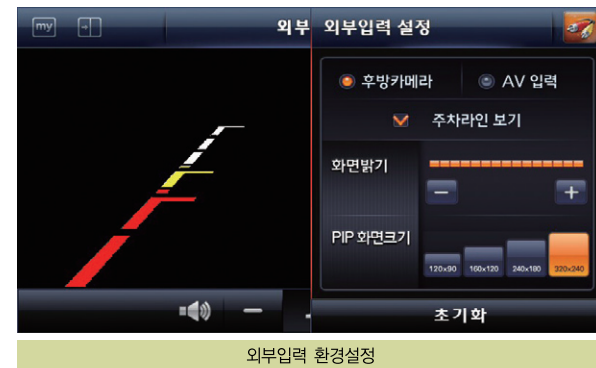 my
외부
외부입력 설정
후방카메라
AV 입력
주차라인 보기
화면밝기
PIP 화면크기
120x90 160x120 240x180 320x240
초기화
외부입력 환경설정